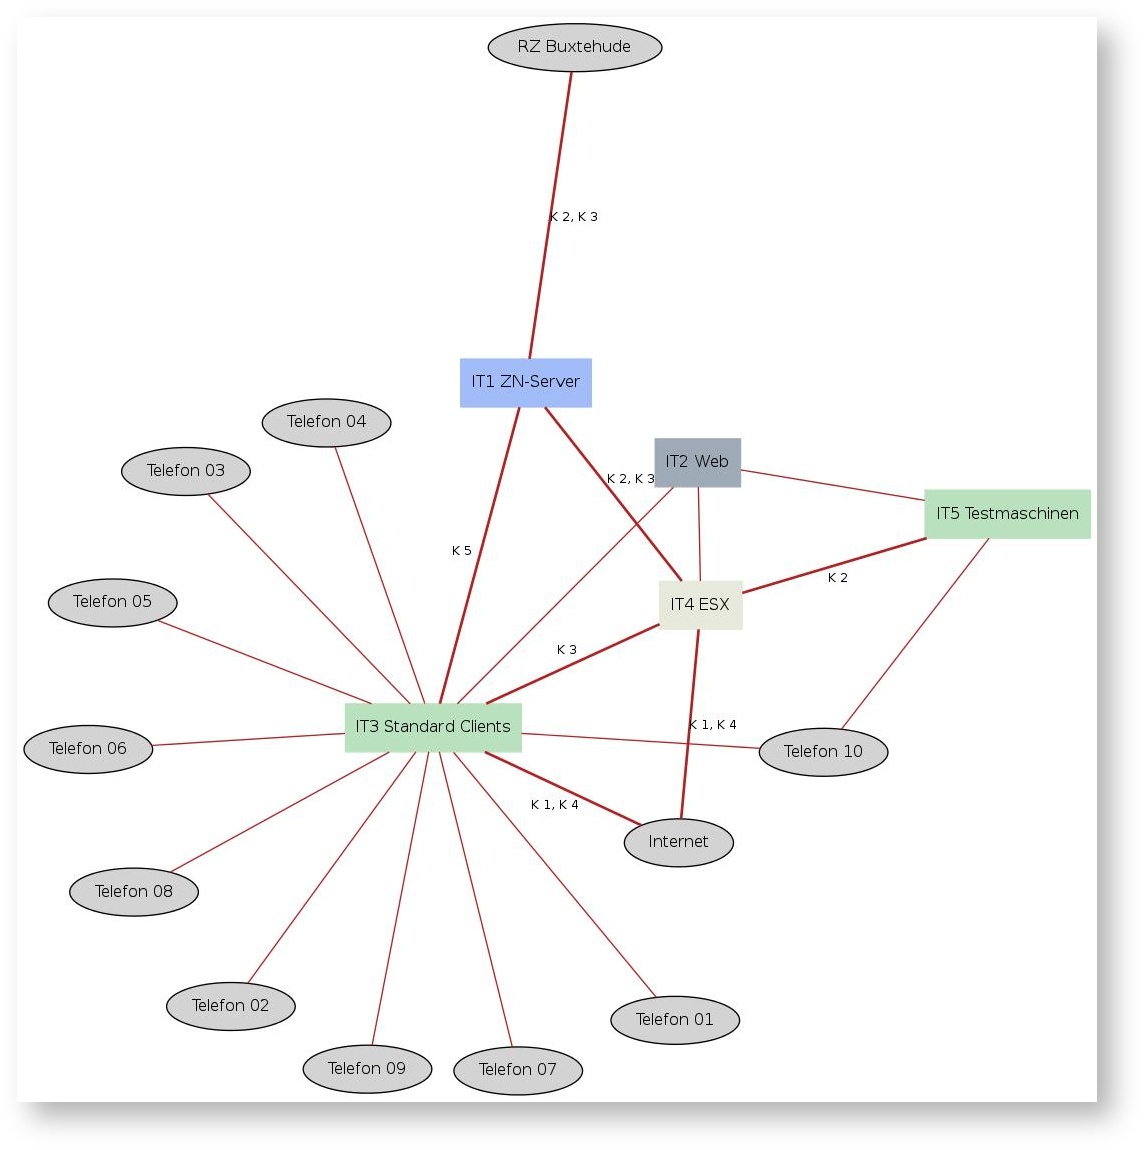 RZ Buxtehude
K 2, K 3
IT1 ZN-Server
Telefon 04
IT2 Web
Telefon 03
K 2, K 3
IT5 Testmaschinen
K 5
K 2
Telefon 05
IT4 ESX
K 3
IT3 Standard Clients
K 1, K 4
Telefon 06
Telefon 10
K 1, K 4
Internet
Telefon 08
Telefon 02
Telefon 01
Telefon 09
Telefon 07